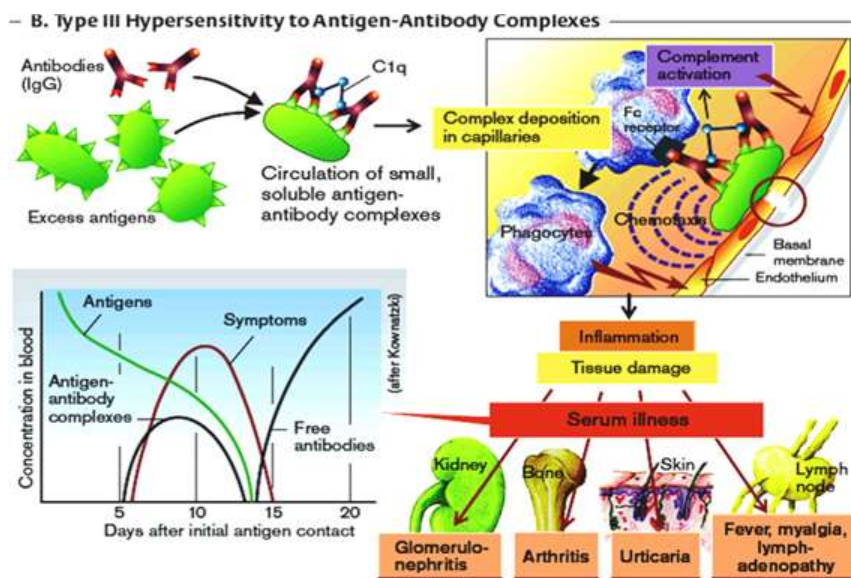 B. Type III Hypersensitivity to Antigen-Antibody Complexes
Antibodies
(IgG)
C1q
Excess antigens
Circulation of small,
soluble antigen-
antibody complexes
Complex deposition
in capillaries
Complement
activation
Fc
receptor
Chemotaxis
Phagocytes
Basal
membrane
Endothelium
Concentration in blood
Antigens
Symptoms
Antigen-
antibody
complexes
Free
antibodies
(after Kownatzki)
5 10 15 20
Days after initial antigen contact
Inflammation
Tissue damage
Serum illness
Kidney
Bone
Skin
Lymph
node
Glomerulo-
nephritis
Arthritis
Urticaria
Fever, myalgia,
lymph-
adenopathy